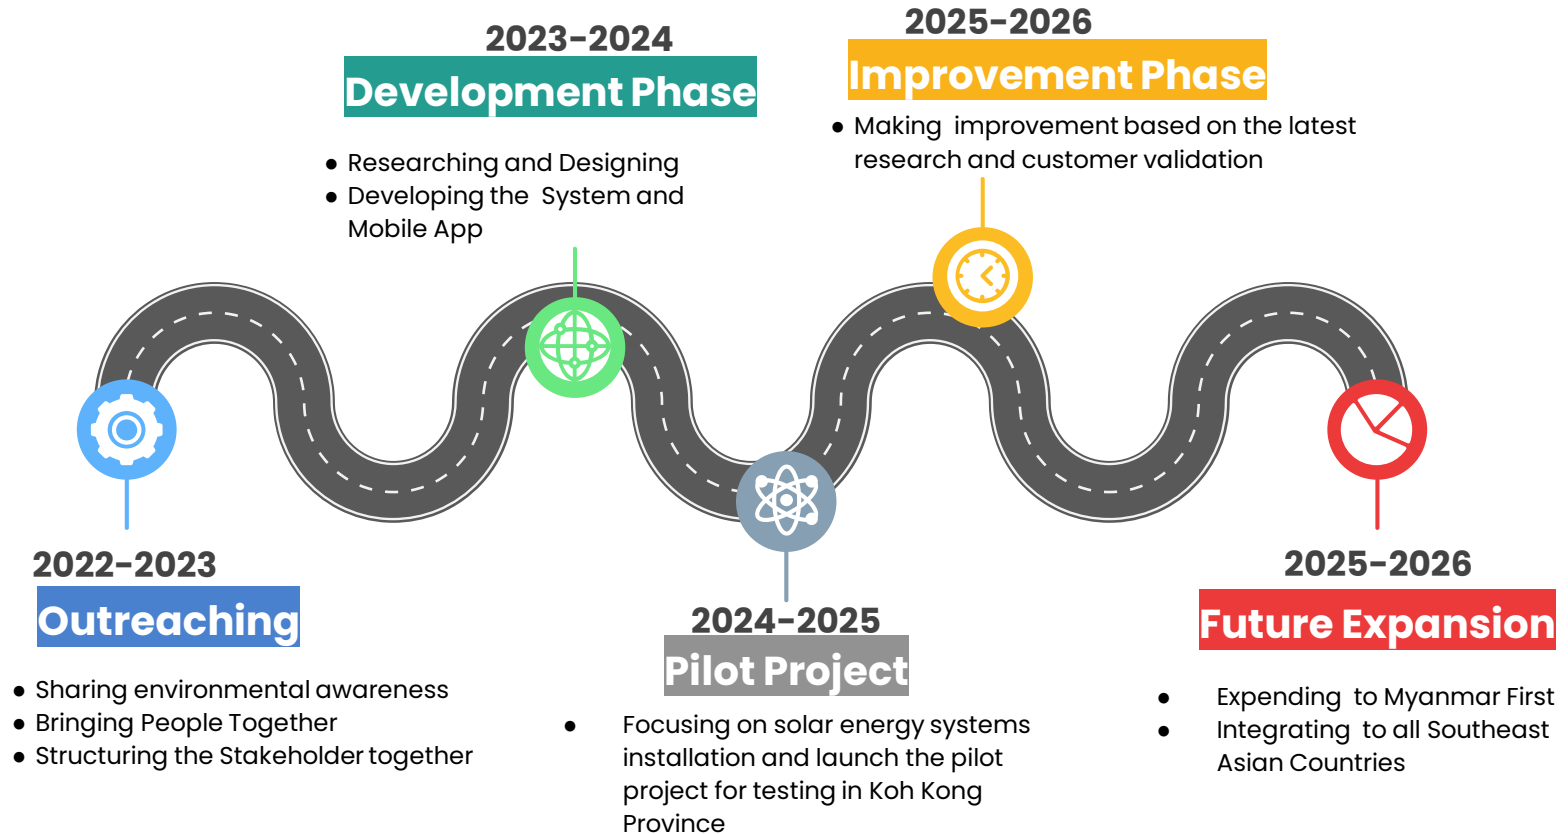 2022-2023
Outreaching
● Sharing environmental awareness
● Bringing People Together
● Structuring the Stakeholder together
2023-2024
Development Phase
● Researching and Designing
● Developing the System and
Mobile App
2024-2025
Pilot Project
● Focusing on solar energy systems
installation and launch the pilot
project for testing in Koh Kong
Province
2025-2026
Improvement Phase
● Making improvement based on the latest
research and customer validation
2025-2026
Future Expansion
● Expending to Myanmar First
● Integrating to all Southeast
Asian Countries